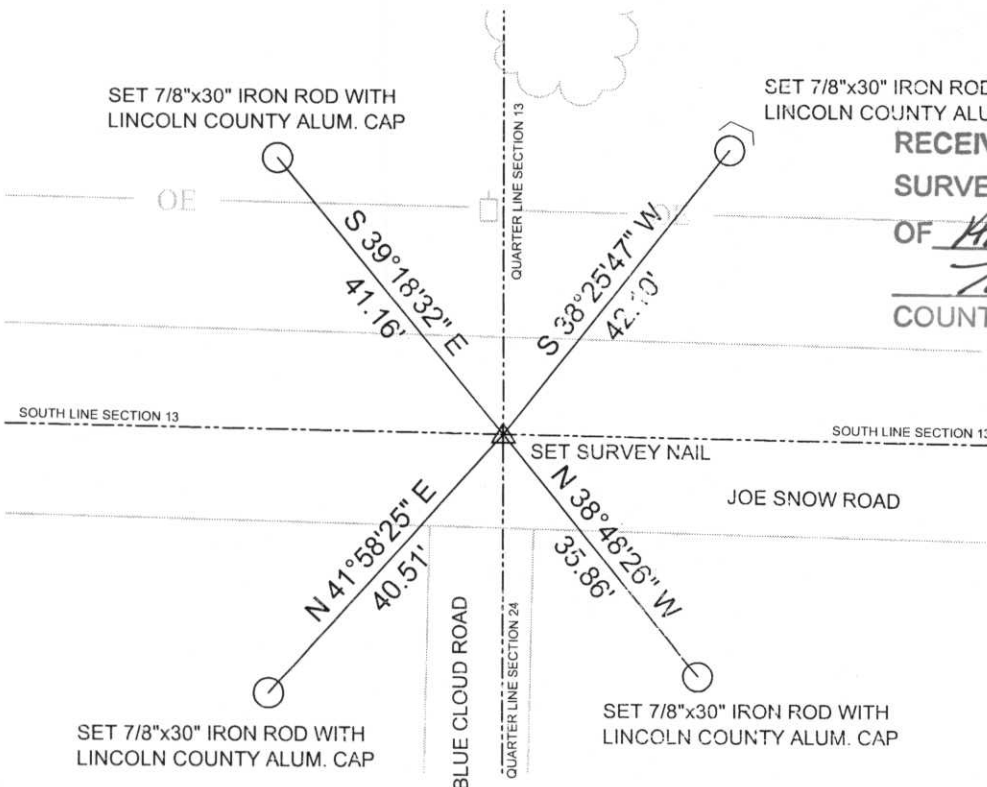 SET 7/8"x30" IRON ROD WITH
LINCOLN COUNTY ALUM. CAP
SET 7/8"x30" IRON ROD
LINCOLN COUNTY ALU
RECEI
SURVE
OF
COUNT
QUARTER LINE SECTION 13
OE
OE
S 39°18'32" E
41.16'
S 38°25'47" W
42.10'
SOUTH LINE SECTION 13
SOUTH LINE SECTION 13
SET SURVEY NAIL
JOE SNOW ROAD
N 41°58'25" E
40.51'
N 38°48'26" W
35.86'
BLUE CLOUD ROAD
QUARTER LINE SECTION 24
SET 7/8"x30" IRON ROD WITH
LINCOLN COUNTY ALUM. CAP
SET 7/8"x30" IRON ROD WITH
LINCOLN COUNTY ALUM. CAP